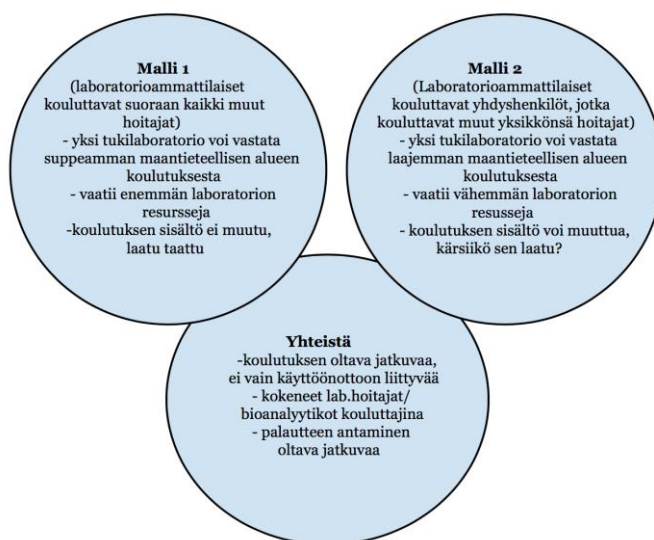 Malli 1
(laboratorioammattilaiset
kouluttavat suoraan kaikki muut
hoitajat)
- yksi tukilaboratorio voi vastata
suppeamman maantieteellisen alueen
koulutuksesta
- vaatii enemmän laboratorion
resursseja
-koulutuksen sisältö ei muutu,
laatu taattu
Malli 2
(Laboratorioammattilaiset
kouluttavat yhdyshenkilöt, jotka
kouluttavat muut yksikkönsä hoitajat)
- yksi tukilaboratorio voi vastata
laajemman maantieteellisen alueen
koulutuksesta
- vaatii vähemmän laboratorion
resusseja
- koulutuksen sisältö voi muuttua,
kärsiikö sen laatu?
Yhteistä
-koulutuksen oltava jatkuvaa,
ei vain käyttöönottoon liittyvää
- kokeneet lab.hoitajat/
bioanalyytikot kouluttajina
- palautteen antaminen
oltava jatkuvaa